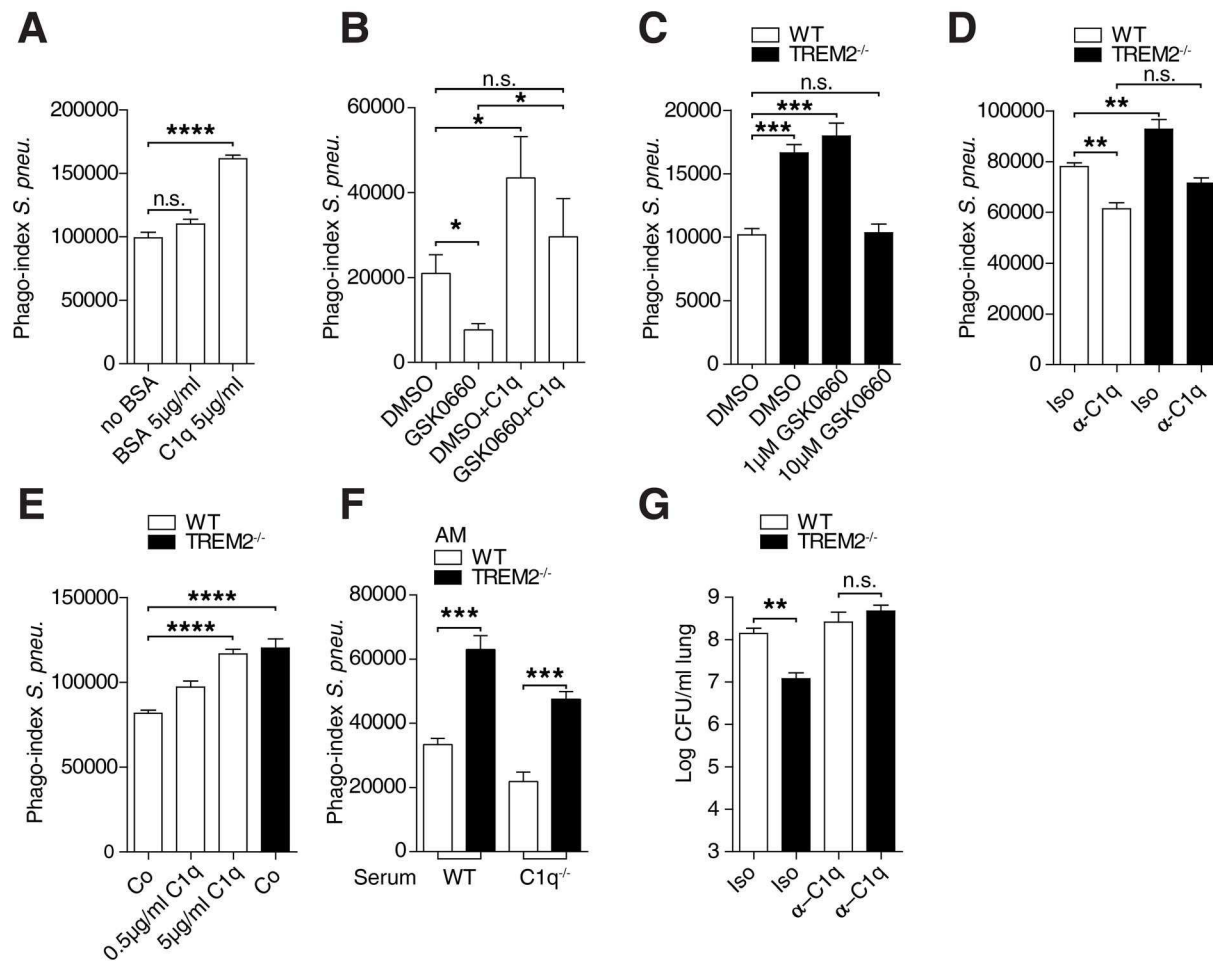 A
Phago-index S. pneu.
200000
150000
100000
50000
0
****
n.s.
no BSA
BSA 5µg/ml
C1q 5µg/ml
B
Phago-index S. pneu.
60000
40000
20000
0
n.s.
*
*
*
DMSO
GSK0660
DMSO+C1q
GSK0660+C1q
C
WT
TREM2-/-
Phago-index S. pneu.
20000
15000
10000
5000
0
n.s.
***
***
DMSO
DMSO
1µM GSK0660
10µM GSK0660
D
WT
TREM2-/-
Phago-index S. pneu.
100000
80000
60000
40000
20000
0
n.s.
**
**
Iso
α-C1q
Iso
α-C1q
E
WT
TREM2-/-
Phago-index S. pneu.
150000
100000
50000
0
****
****
Co
0.5µg/ml C1q
5µg/ml C1q
Co
F
AM
WT
TREM2-/-
Phago-index S. pneu.
80000
60000
40000
20000
0
***
***
Serum WT C1q-/-
G
WT
TREM2-/-
Log CFU/ml lung
9
8
7
6
5
4
3
**
n.s.
Iso
Iso
α–C1q
α–C1q